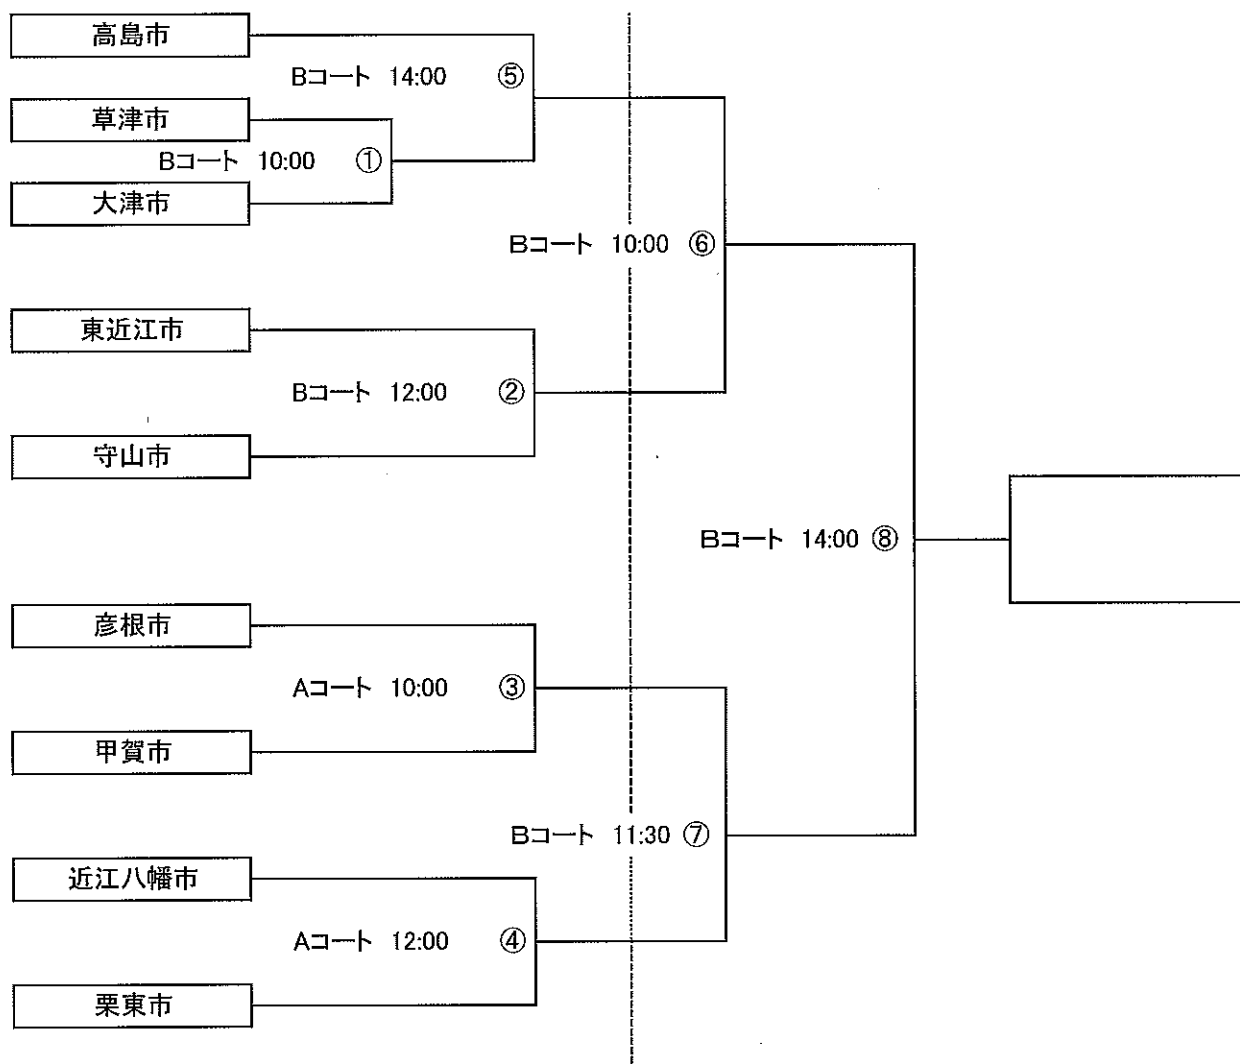 高島市
Bコート 14:00 ⑤
草津市
Bコート 10:00 ①
大津市
Bコート 10:00 ⑥
東近江市
Bコート 12:00 ②
守山市
Bコート 14:00 ⑧
彦根市
Aコート 10:00 ③
甲賀市
Bコート 11:30 ⑦
近江八幡市
Aコート 12:00 ④
栗東市